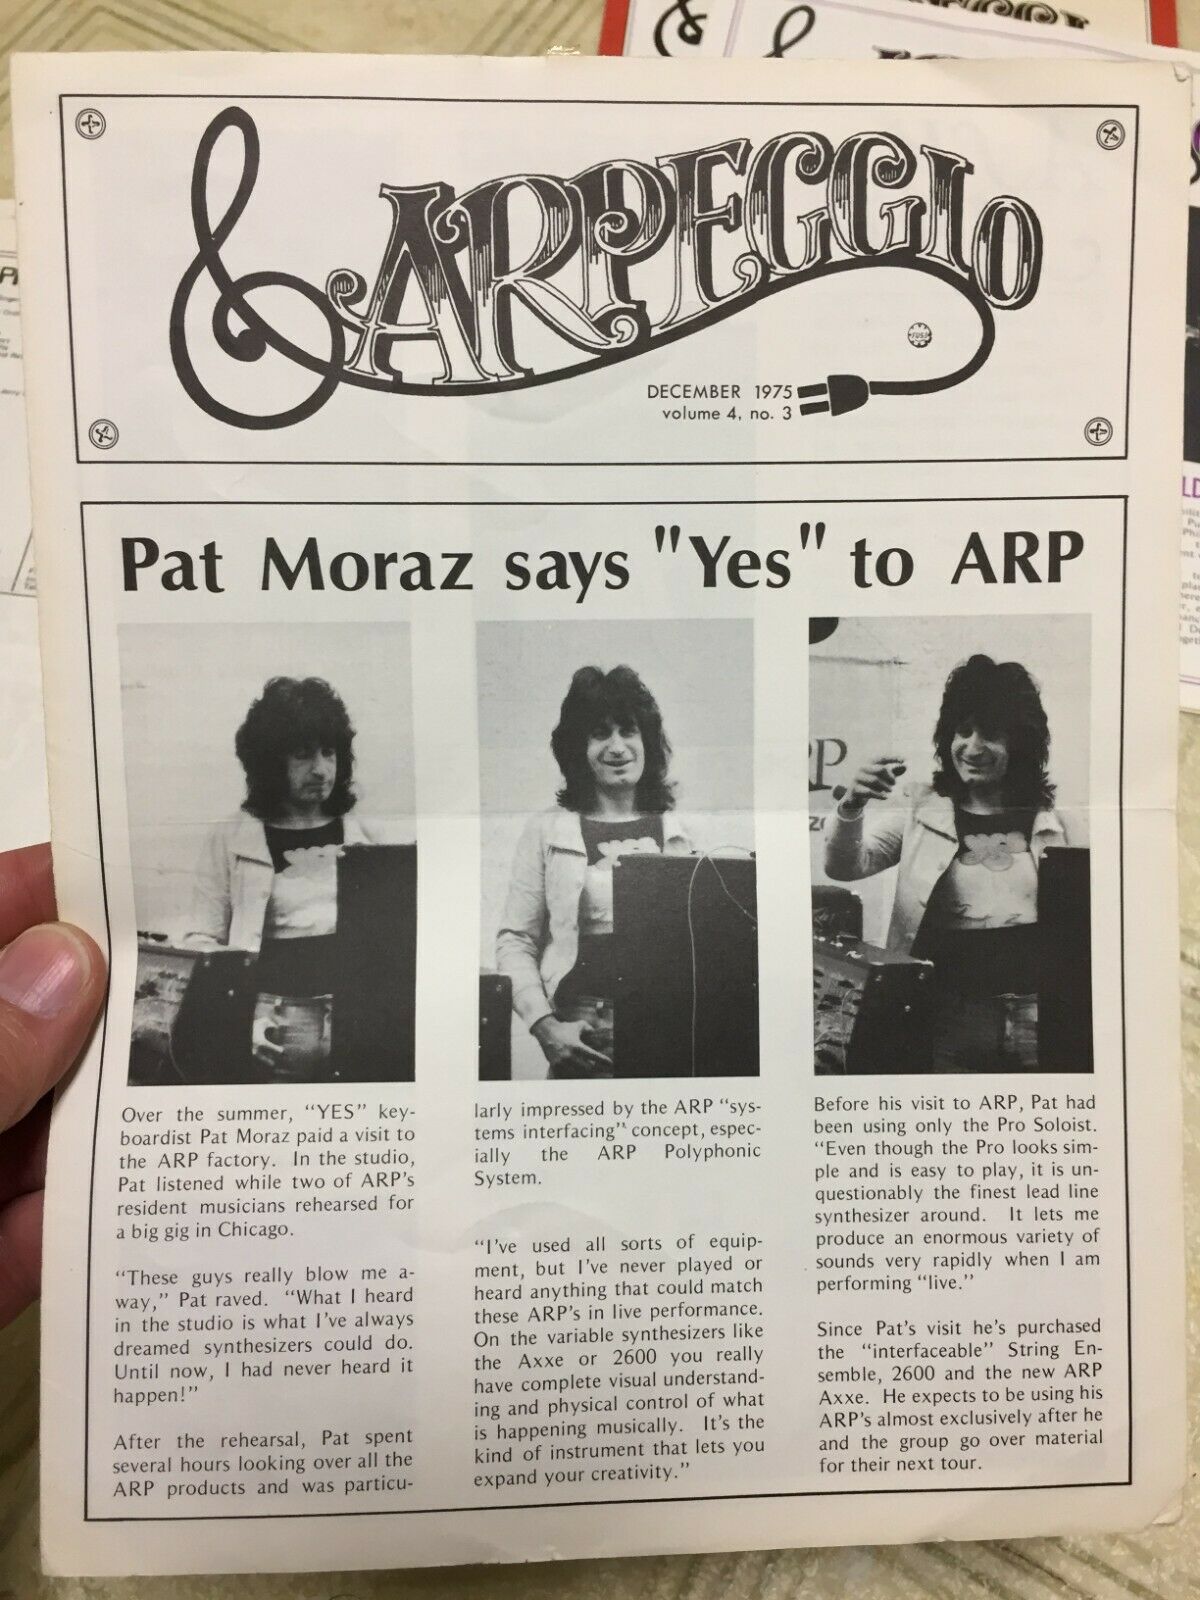 ARPEGGIO
FUSE
DECEMBER 1975
volume 4, no. 3
Pat Moraz says "Yes" to ARP
Over the summer, "YES" key-
boardist Pat Moraz paid a visit to
the ARP factory. In the studio,
Pat listened while two of ARP's
resident musicians rehearsed for
a big gig in Chicago.
"These guys really blow me a-
way," Pat raved. "What I heard
in the studio is what I've always
dreamed synthesizers could do.
Until now, I had never heard it
happen!"
After the rehearsal, Pat spent
several hours looking over all the
ARP products and was particu-
larly impressed by the ARP "sys-
tems interfacing" concept, espec-
ially the ARP Polyphonic
System.
"I've used all sorts of equip-
ment, but I've never played or
heard anything that could match
these ARP's in live performance.
On the variable synthesizers like
the Axxe or 2600 you really
have complete visual understand-
ing and physical control of what
is happening musically. It's the
kind of instrument that lets you
expand your creativity."
Before his visit to ARP, Pat had
been using only the Pro Soloist.
"Even though the Pro looks sim-
ple and is easy to play, it is un-
questionably the finest lead line
synthesizer around. It lets me
produce an enormous variety of
sounds very rapidly when I am
performing "live."
Since Pat's visit he's purchased
the "interfaceable" String En-
semble, 2600 and the new ARP
Axxe. He expects to be using his
ARP's almost exclusively after he
and the group go over material
for their next tour.